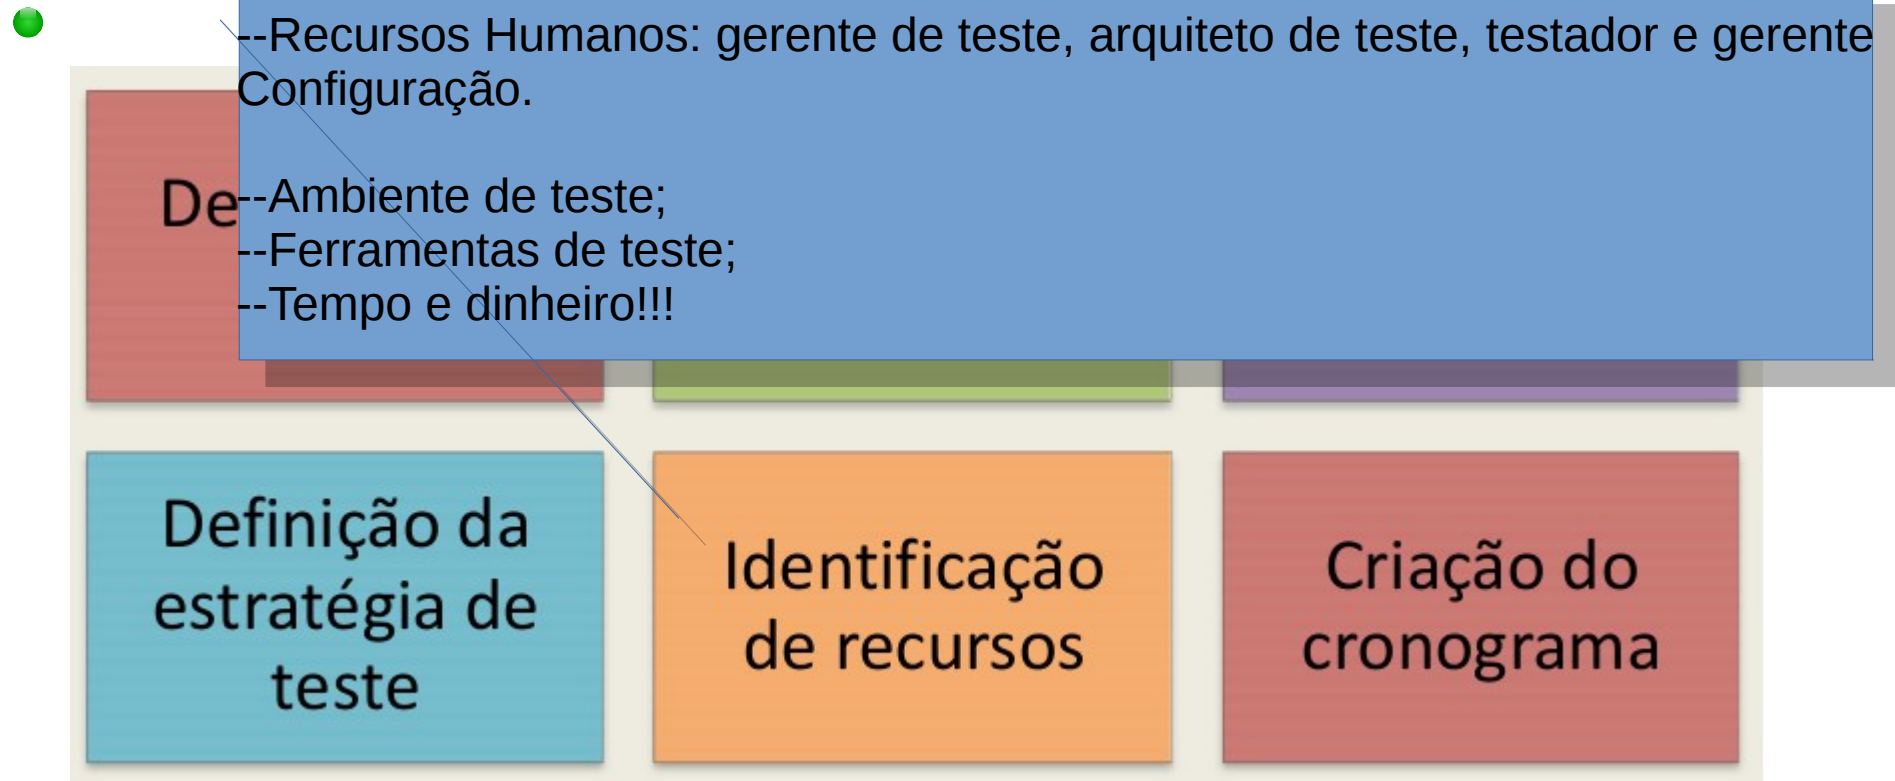 --Recursos Humanos: gerente de teste, arquiteto de teste, testador e gerente
Configuração.
--Ambiente de teste;
--Ferramentas de teste;
--Tempo e dinheiro!!!
De
Definição da
estratégia de
teste
Identificação
de recursos
Criação do
cronograma